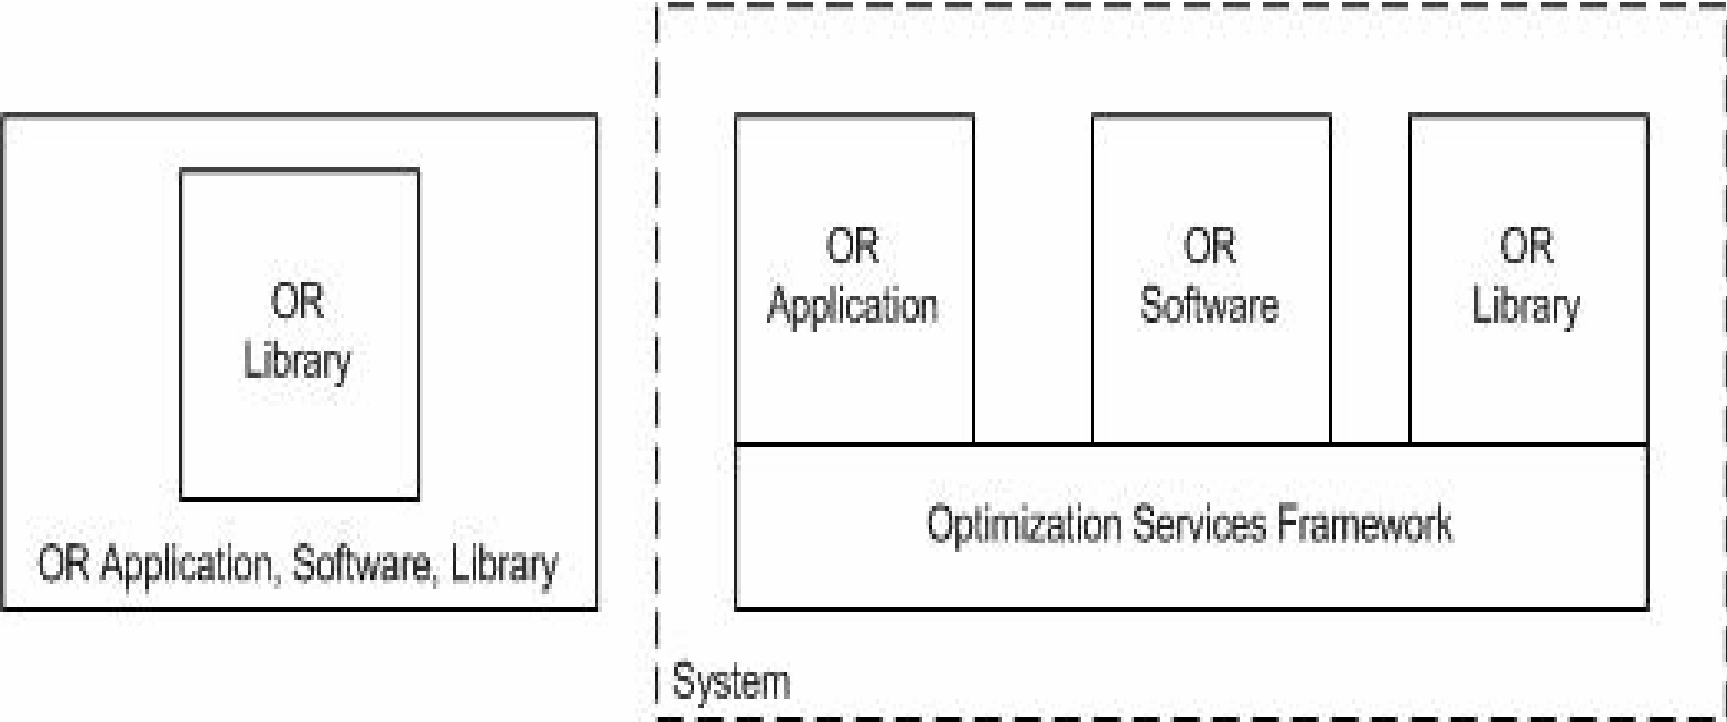 OR
Library
OR Application, Software, Library
OR
Application
OR
Software
OR
Library
Optimization Services Framework
System